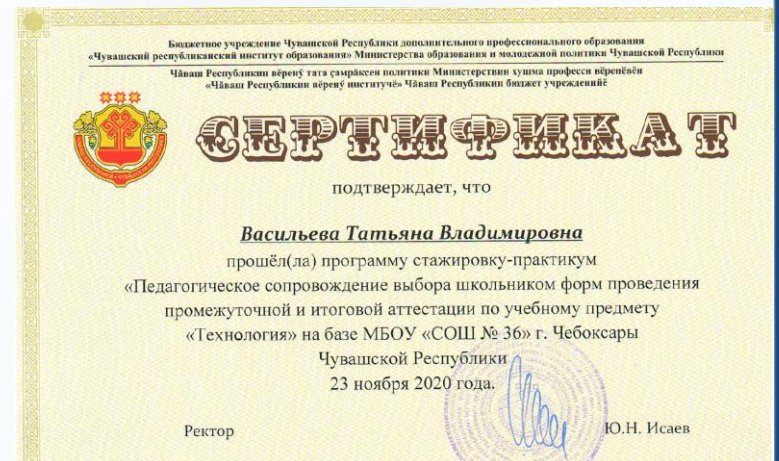 Бюджетное учреждение Чувашской Республики дополнительного профессионального образования
«Чувашский республиканский институт образования» Министерства образования и молодежной политики Чувашской Республики
Чӑваш Республикин вӗренӳ тата ҫамрӑксен политики Министерствин хушма професси вӗренӗвӗн
«Чӑваш Республикин вӗренӳ институчӗ» Чӑваш Республикин бюджет учрежденийӗ
СЕРТИФИКАТ
подтверждает, что
Васильева Татьяна Владимировна
прошёл(ла) программу стажировку-практикум
«Педагогическое сопровождение выбора школьником форм проведения
промежуточной и итоговой аттестации по учебному предмету
«Технология» на базе МБОУ «СОШ № 36» г. Чебоксары
Чувашской Республики
23 ноября 2020 года.
Ректор
Ю.Н. Исаев